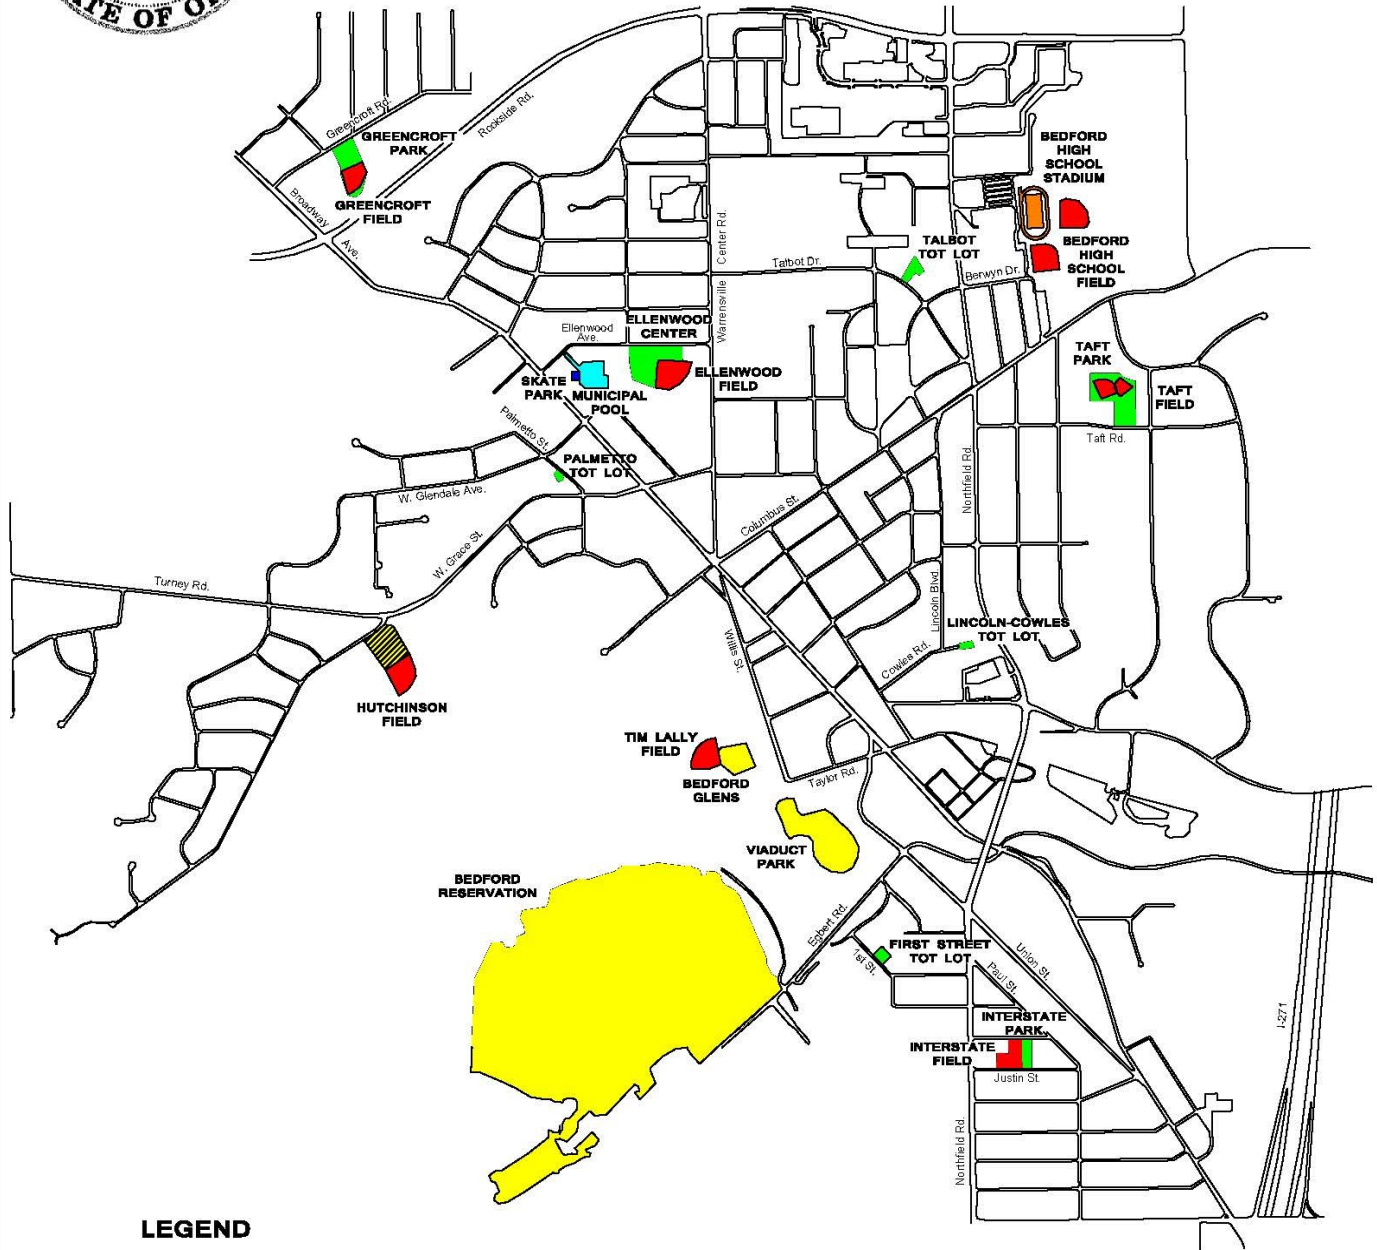 ATE OF O
Greencroft Rd.
GREENCROFT
PARK
Rockside Rd.
GREENCROFT
FIELD
Broadway
Ave.
BEDFORD
HIGH
SCHOOL
STADIUM
TALBOT
TOT LOT
BEDFORD
HIGH
SCHOOL
FIELD
Warrensville Center Rd.
Talbot Dr.
Berwyn Dr.
Ellenwood
Ave.
ELLENWOOD
CENTER
ELLENWOOD
FIELD
SKATE
PARK
MUNICIPAL
POOL
TAFT
PARK
TAFT
FIELD
Taft Rd.
Palmetto St.
PALMETTO
TOT LOT
W. Glendale Ave.
Columbus St.
Northfield Rd.
W. Grace St.
Turney Rd.
Lincoln Blvd.
LINCOLN-COWLES
TOT LOT
Cowles Rd.
Willis St.
HUTCHINSON
FIELD
TIM LALLY
FIELD
BEDFORD
GLENS
Taylor Rd.
VIADUCT
PARK
BEDFORD
RESERVATION
Egbert Rd.
1st St.
FIRST STREET
TOT LOT
Union St.
Paul St.
INTERSTATE
PARK
INTERSTATE
FIELD
Justin St.
I-271
Northfield Rd.
LEGEND